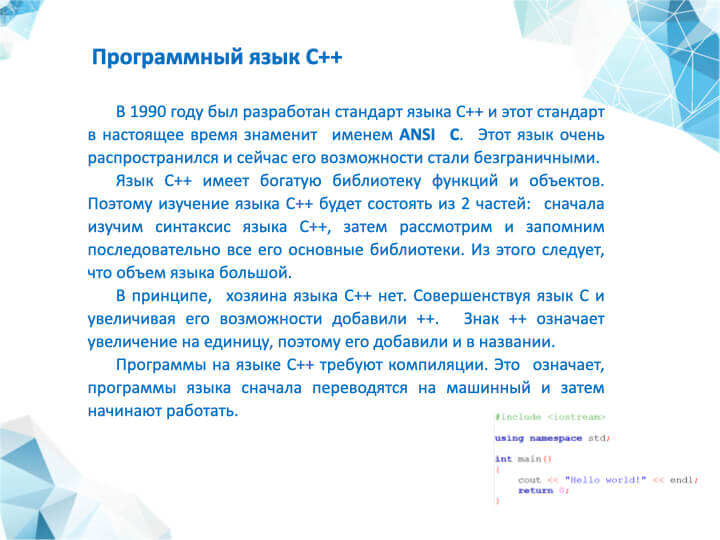 Программный язык С++
В 1990 году был разработан стандарт языка С++ и этот стандарт
в настоящее время знаменит именем ANSI C. Этот язык очень
распространился и сейчас его возможности стали безграничными.
Язык С++ имеет богатую библиотеку функций и объектов.
Поэтому изучение языка С++ будет состоять из 2 частей: сначала
изучим синтаксис языка С++, затем рассмотрим и запомним
последовательно все его основные библиотеки. Из этого следует,
что объем языка большой.
В принципе, хозяина языка С++ нет. Совершенствуя язык С и
увеличивая его возможности добавили ++. Знак ++ означает
увеличение на единицу, поэтому его добавили и в названии.
Программы на языке С++ требуют компиляции. Это означает,
программы языка сначала переводятся на машинный и затем
начинают работать.
#include <iostream>
using namespace std;
int main()
{
cout << "Hello world!" << endl;
return 0;
}